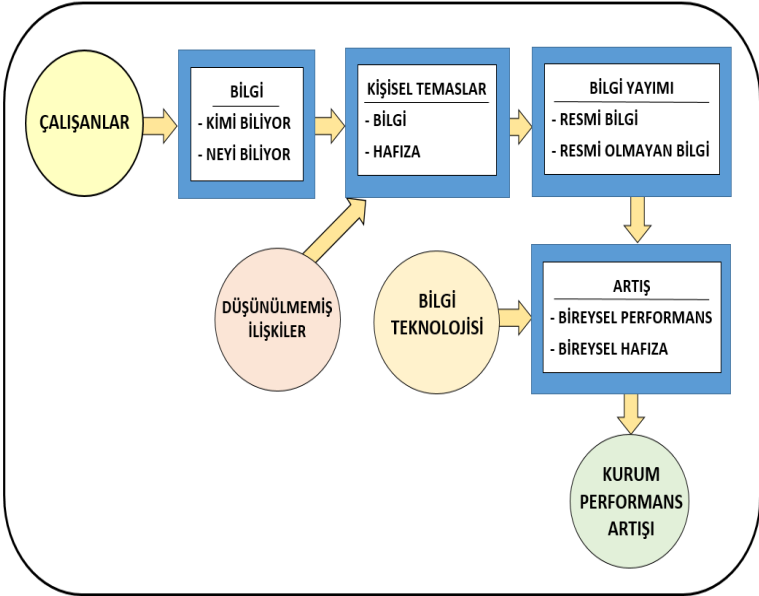 ÇALIŞANLAR
BİLGİ
- KİMİ BİLİYOR
- NEYİ BİLİYOR
KİŞİSEL TEMASLAR
- BİLGİ
- HAFIZA
BİLGİ YAYIMI
- RESMİ BİLGİ
- RESMİ OLMAYAN BİLGİ
DÜŞÜNÜLMEMİŞ
İLİŞKİLER
BİLGİ
TEKNOLOJİSİ
ARTIŞ
- BİREYSEL PERFORMANS
- BİREYSEL HAFIZA
KURUM
PERFORMANS
ARTIŞI